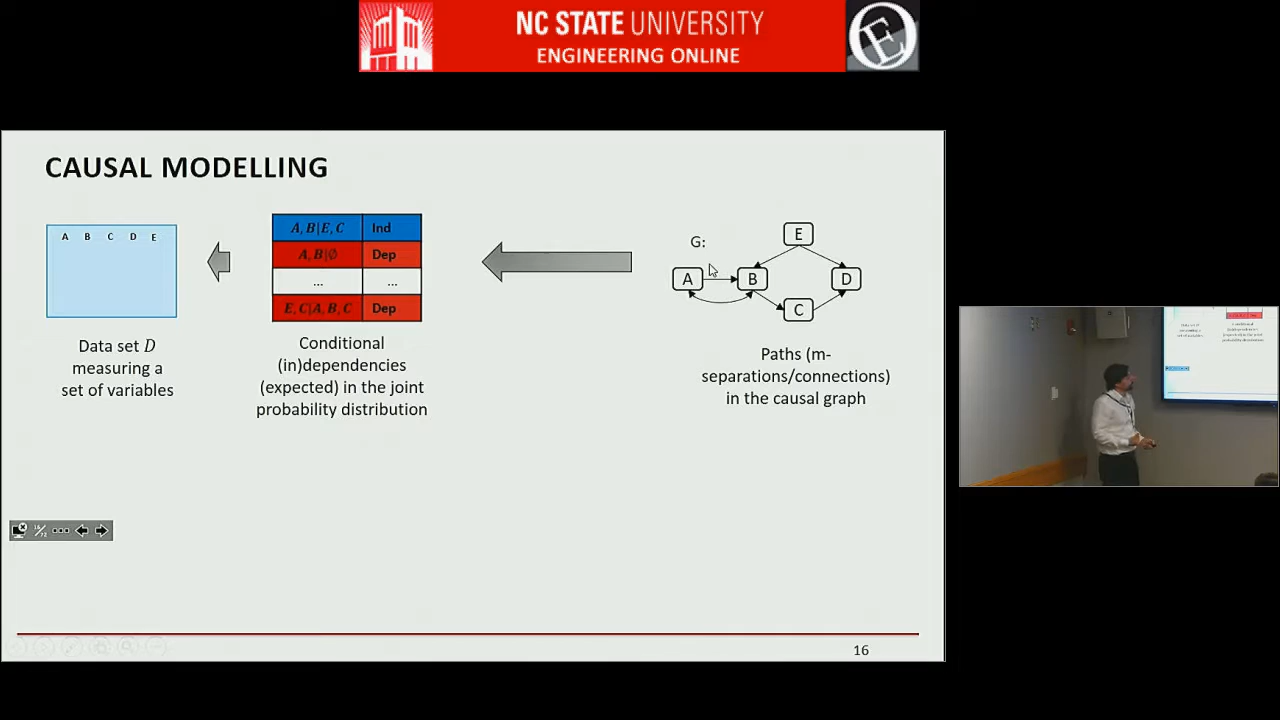 NC STATE UNIVERSITY
ENGINEERING ONLINE
CAUSAL MODELLING
A B C D E
Data set D
measuring a
set of variables
A, B|E, C Ind
A, B|∅ Dep
... ...
E, C|A, B, C Dep
Conditional
(in)dependencies
(expected) in the joint
probability distribution
G:
E
A B D
C
Paths (m-
separations/connections)
in the causal graph
16